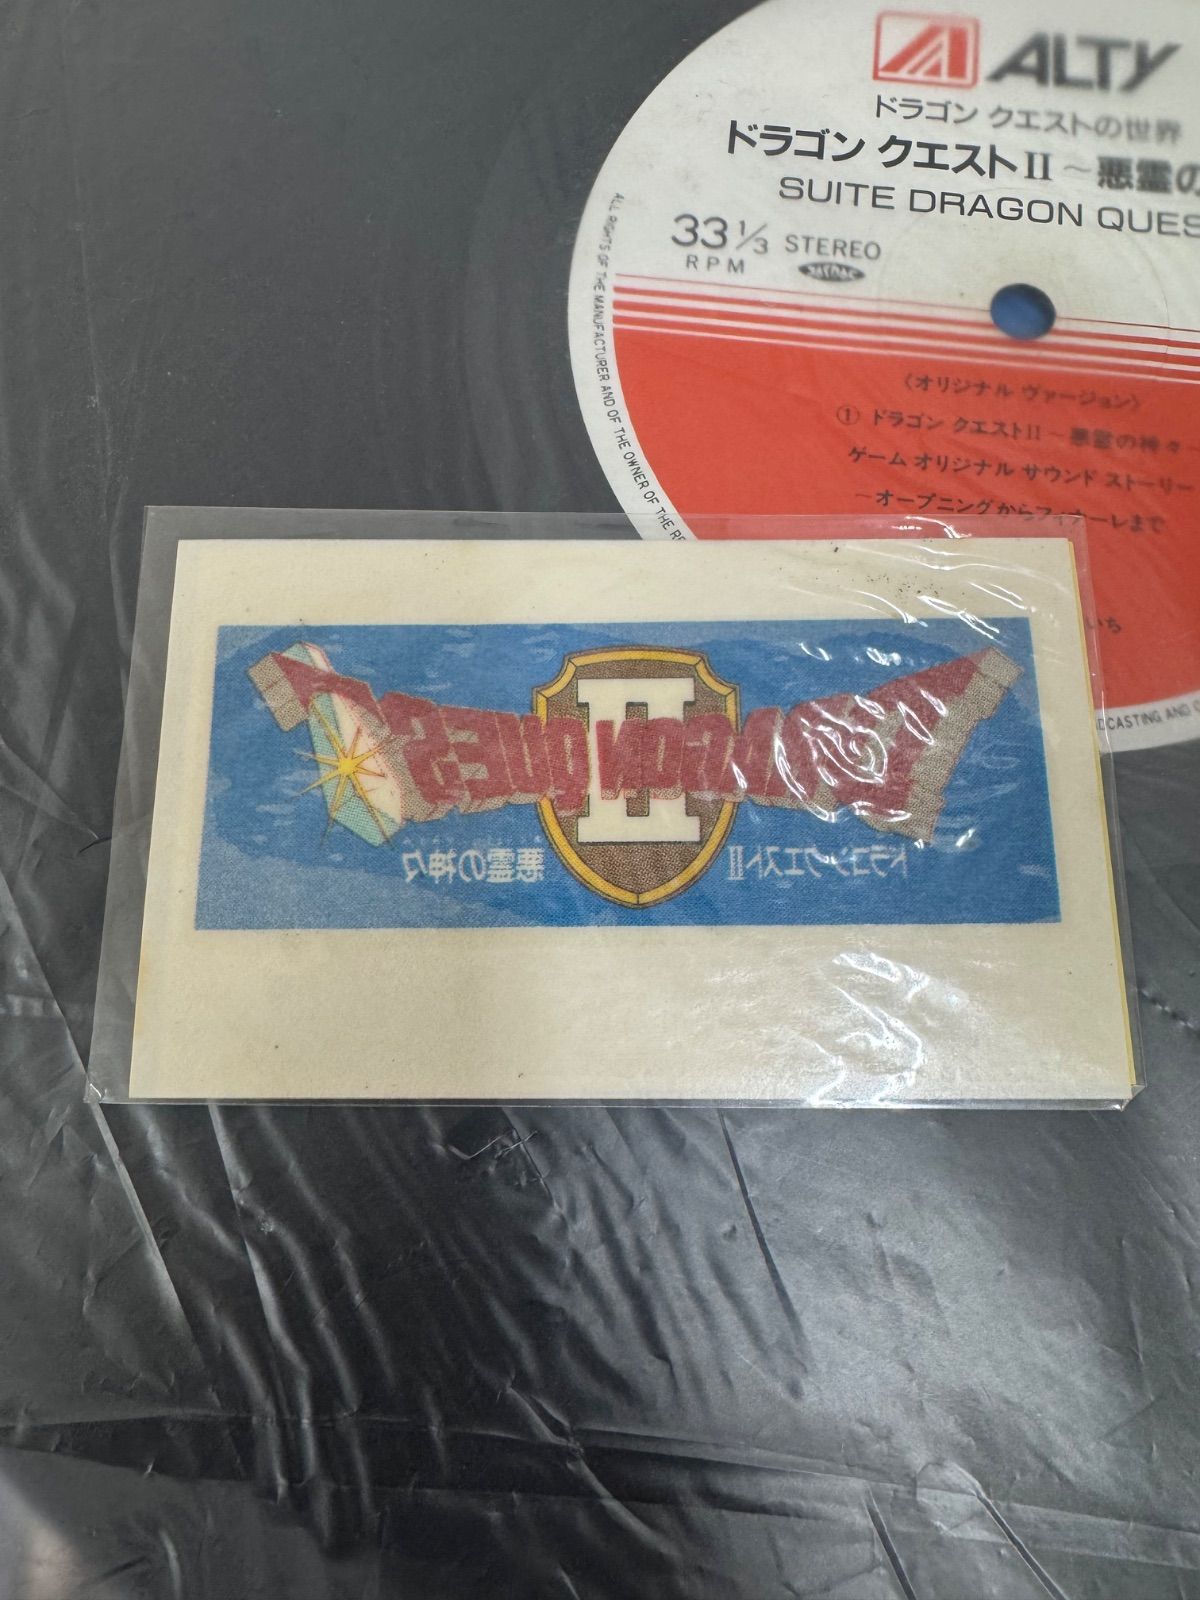 ALTY
ドラゴン クエストの世界
ドラゴン クエストII～悪霊の
SUITE DRAGON QUES
33 1/3 STEREO
RPM
ALL RIGHTS OF THE MANUFACTURER AND OF THE OWNER OF THE RE
〈オリジナル ヴァージョン〉
① ドラゴン クエストII～悪霊の神々～
ゲーム オリジナル サウンド ストーリー
～オープニングからフィナーレまで
いち
DCASTING AND
DRAGON QUEST
II
ドラゴンクエストII 悪霊の神々